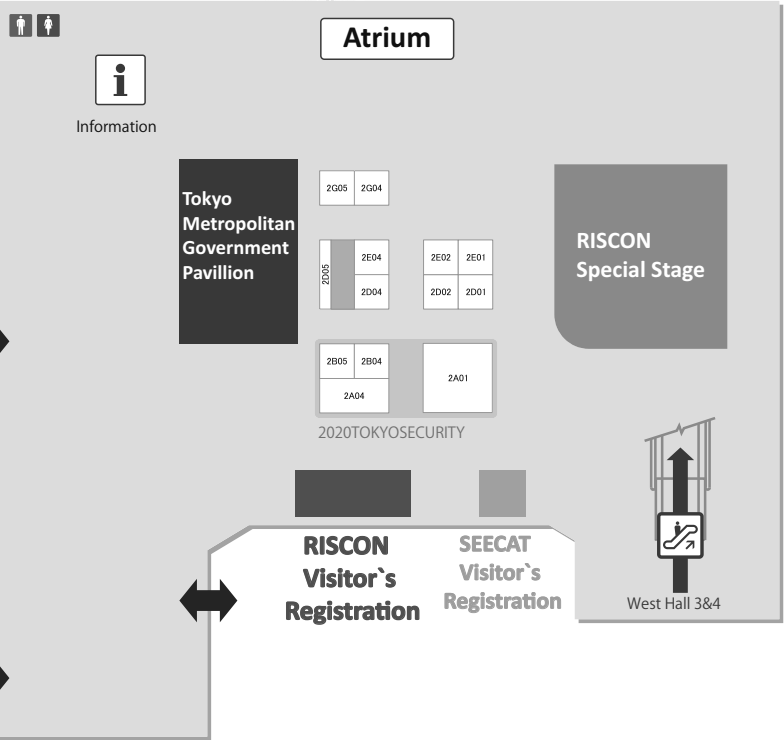 Atrium
i
Information
Tokyo
Metropolitan
Government
Pavillion
2G05 2G04
2D05
2E04
2E02 2E01
2D04
2D02 2D01
RISCON
Special Stage
2B05 2B04
2A04
2A01
2020TOKYOSECURITY
RISCON
Visitor`s
Registration
SEECAT
Visitor`s
Registration
West Hall 3&4